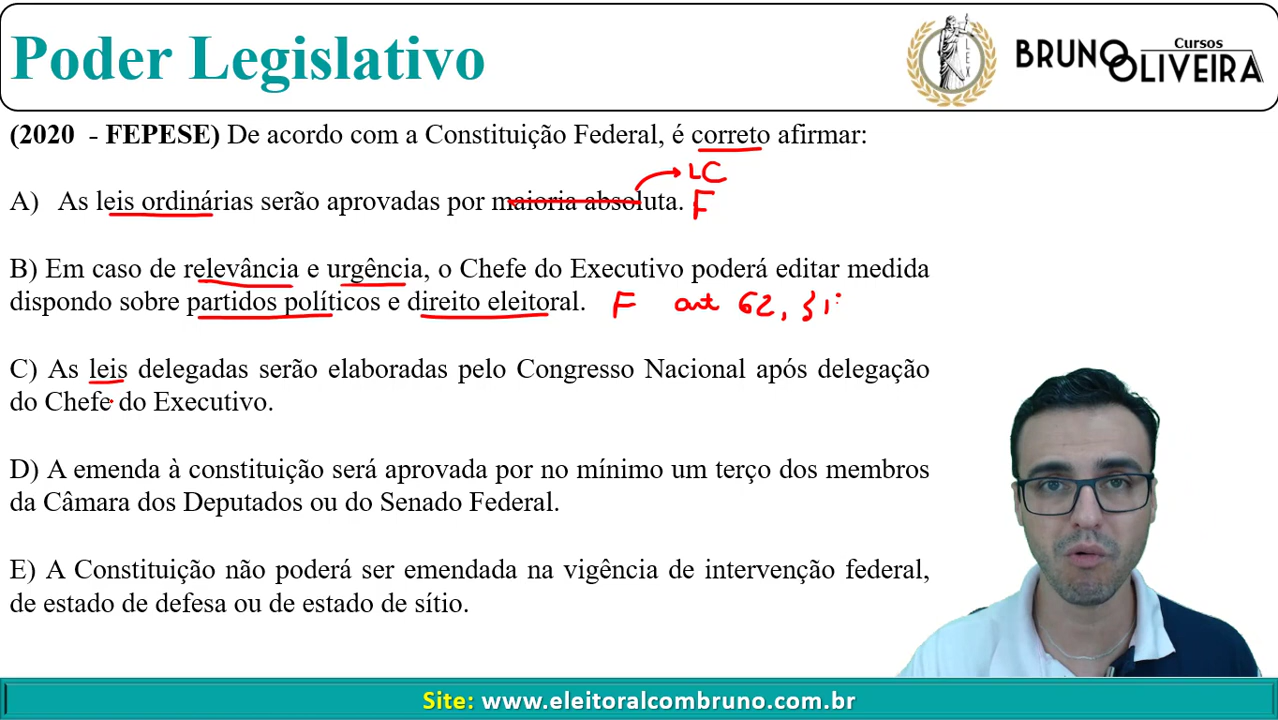 Poder Legislativo
Cursos
BRUNO OLIVEIRA
LEX
(2020 - FEPESE) De acordo com a Constituição Federal, é correto afirmar:
LC
A) As leis ordinárias serão aprovadas por maioria absoluta. F
B) Em caso de relevância e urgência, o Chefe do Executivo poderá editar medida
dispondo sobre partidos políticos e direito eleitoral. F art 62, §1
C) As leis delegadas serão elaboradas pelo Congresso Nacional após delegação
do Chefe do Executivo.
D) A emenda à constituição será aprovada por no mínimo um terço dos membros
da Câmara dos Deputados ou do Senado Federal.
E) A Constituição não poderá ser emendada na vigência de intervenção federal,
de estado de defesa ou de estado de sítio.
Site: www.eleitoralcombruno.com.br